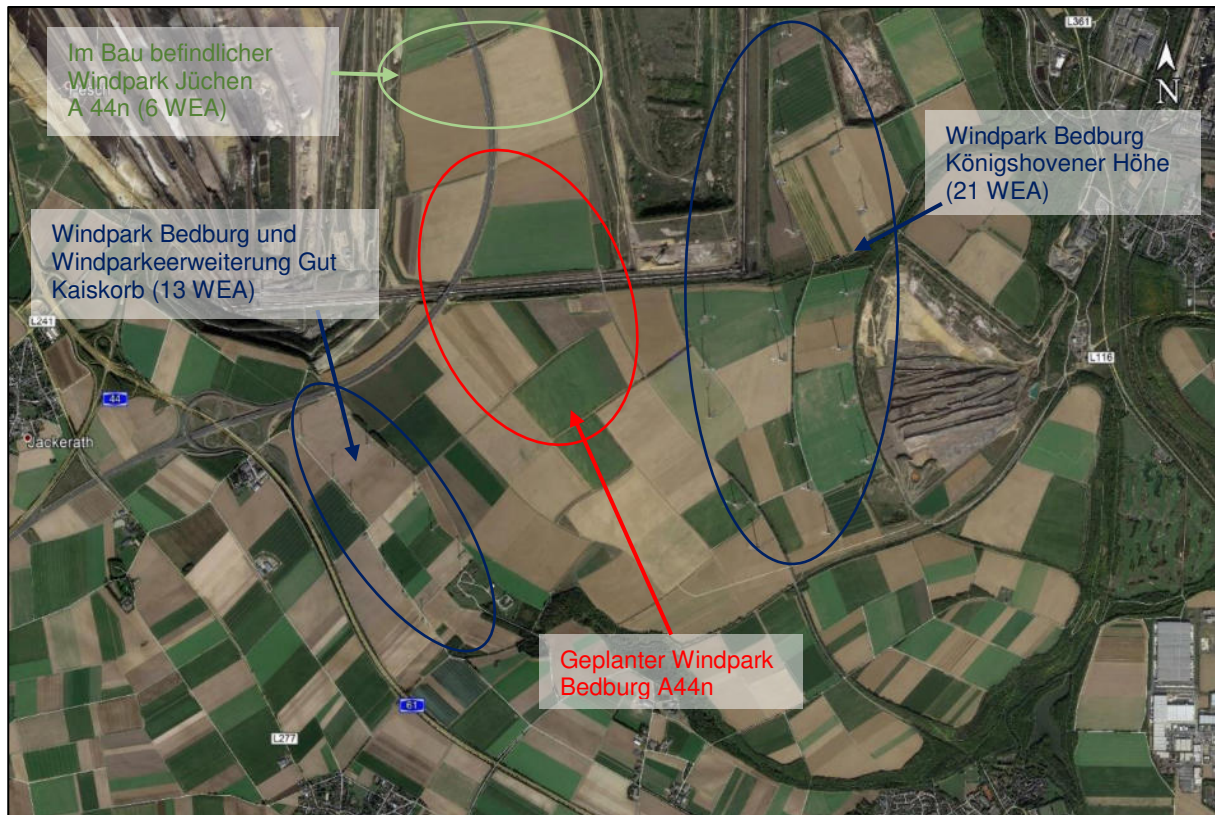 Im Bau befindlicher
Windpark Jüchen
A 44n (6 WEA)
L361
N
Windpark Bedburg
Königshovener Höhe
(21 WEA)
Windpark Bedburg und
Windparkeerweiterung Gut
Kaiskorb (13 WEA)
L241
L116
44
Jackerath
Geplanter Windpark
Bedburg A44n
61
L277